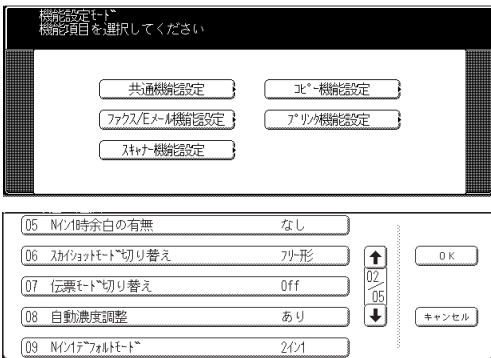 機能設定ﾓｰﾄﾞ
機能項目を選択してください
共通機能設定
ｺﾋﾟｰ機能設定
ﾌｧｸｽ/Eﾒｰﾙ機能設定
ﾌﾟﾘﾝﾀ機能設定
ｽｷｬﾅｰ機能設定
05 Nｲﾝ1時余白の有無 なし
06 ｽｶｲｼｮｯﾄﾓｰﾄﾞ切り替え ﾌﾘｰ形
07 伝票ﾓｰﾄﾞ切り替え Off
08 自動濃度調整 あり
09 Nｲﾝ1ﾃﾞﾌｫﾙﾄﾓｰﾄﾞ 2ｲﾝ1
02/05
OK
ｷｬﾝｾﾙ